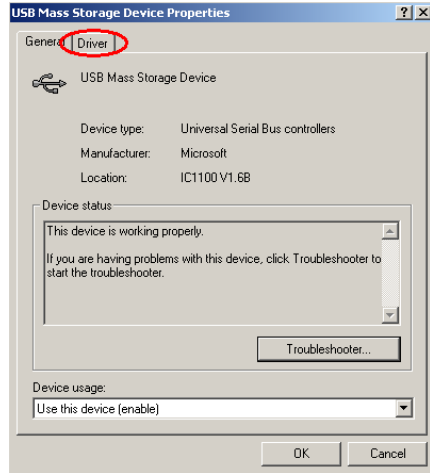 USB Mass Storage Device Properties
General Driver
USB Mass Storage Device
Device type: Universal Serial Bus controllers
Manufacturer: Microsoft
Location: IC1100 V1.6B
Device status
This device is working properly.
If you are having problems with this device, click Troubleshooter to
start the troubleshooter.
Troubleshooter...
Device usage:
Use this device (enable)
OK Cancel